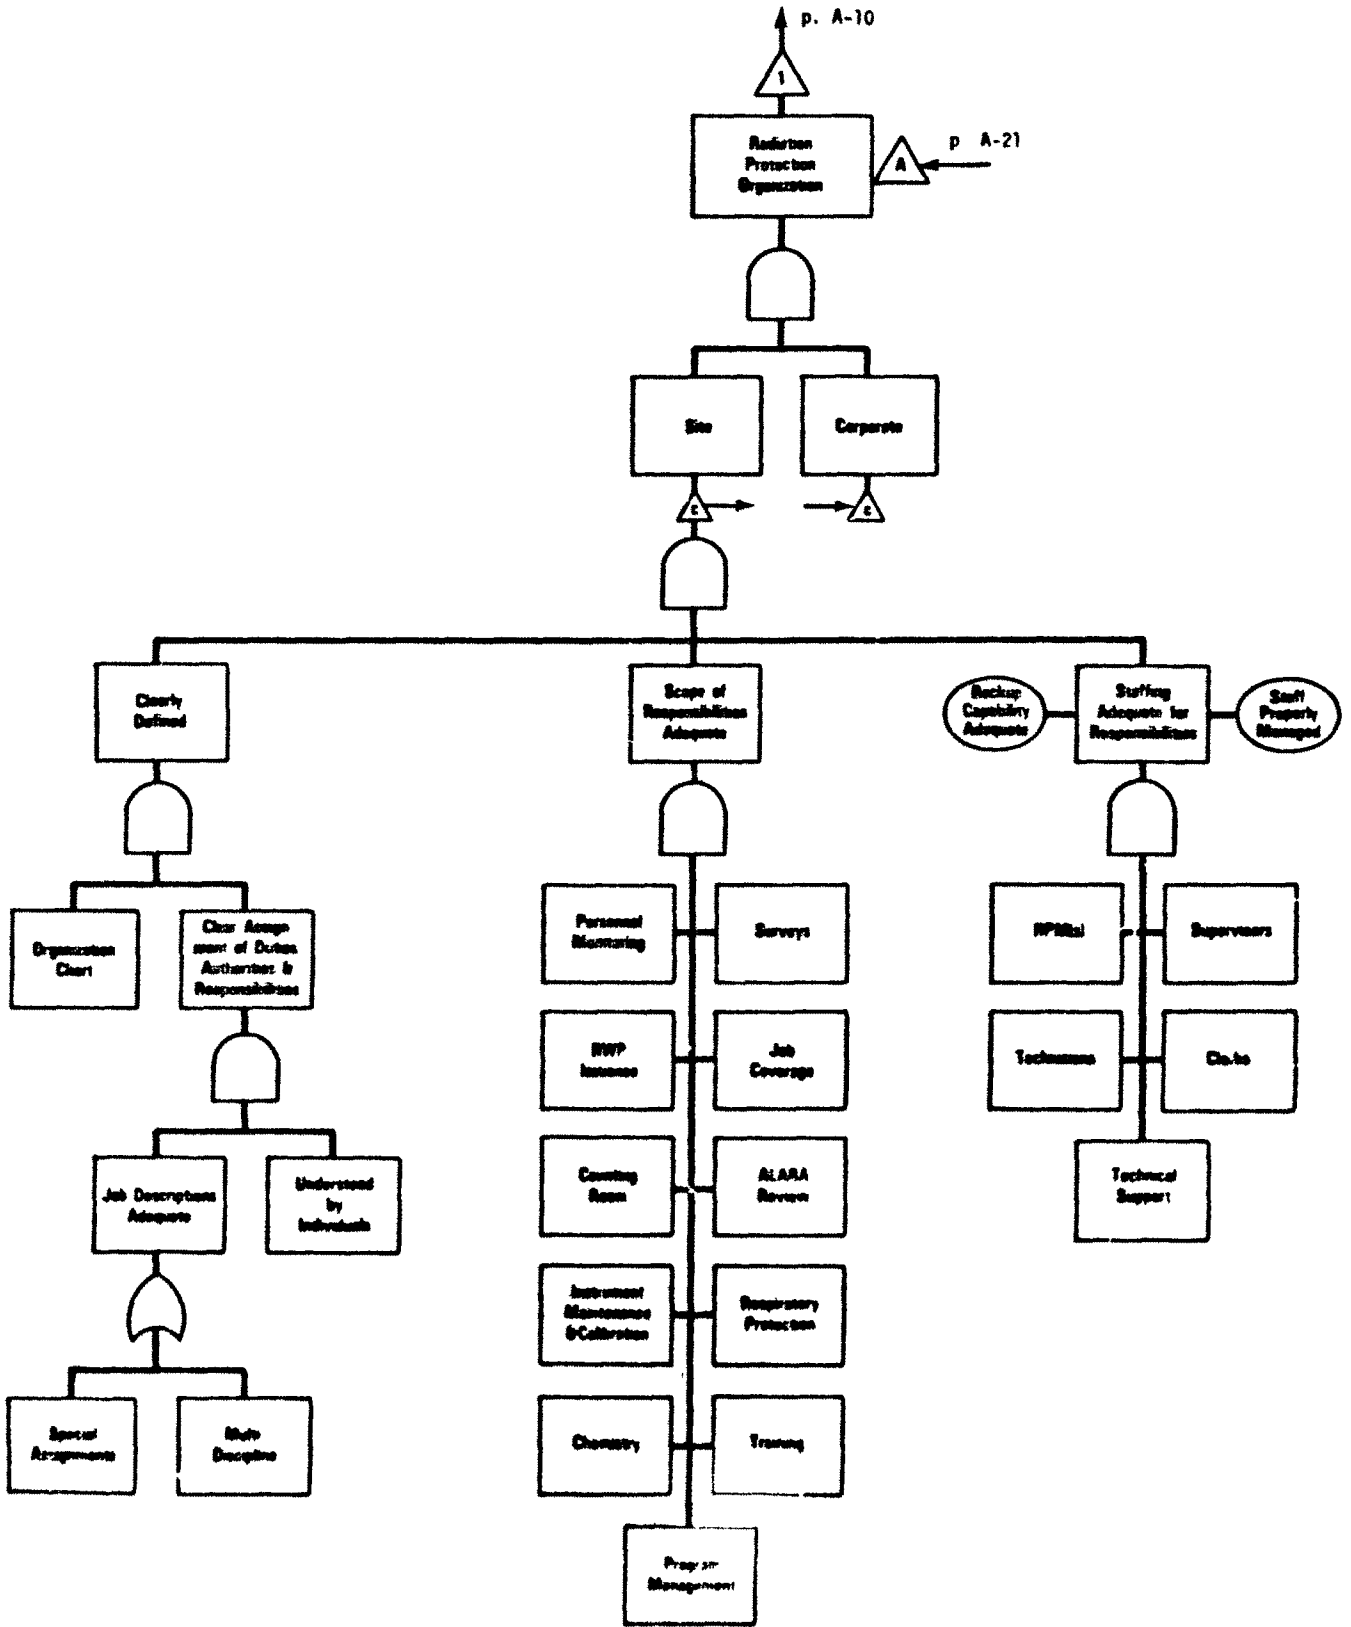 p. A-10
1
Radiation
Protection
Organization
A
p A-21
Site
Corporate
c
c
Clearly
Defined
Scope of
Responsibilities
Adequate
Backup
Capability
Adequate
Staffing
Adequate for
Responsibilities
Staff
Properly
Managed
Organization
Chart
Clear Assign
ment of Duties
Authorities &
Responsibilities
Personnel
Monitoring
Surveys
RPM(s)
Supervisors
RWP
Issuance
Job
Coverage
Technicians
Clerks
Job Descriptions
Adequate
Understood
by
Individuals
Counting
Room
ALARA
Review
Technical
Support
Instrument
Maintenance
& Calibration
Respiratory
Protection
Special
Assignments
Multi
Discipline
Chemistry
Training
Program
Management